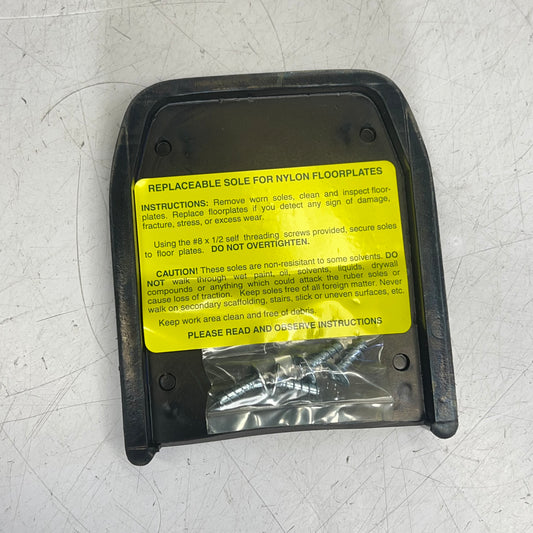 REPLACEABLE SOLE FOR NYLON FLOORPLATES
INSTRUCTIONS: Remove worn soles, clean and inspect floor-
plates. Replace floorplates if you detect any sign of damage,
fracture, stress, or excess wear.
Using the #8 x 1/2 self threading screws provided, secure soles
to floor plates. DO NOT OVERTIGHTEN.
CAUTION! These soles are non-resisitant to some solvents. DO
NOT walk through wet paint, oil, solvents, liquids, drywall
compounds or anything which could attack the ruber soles or
cause loss of traction. Keep soles free of all foreign matter. Never
walk on secondary scaffolding, stairs, slick or uneven surfaces, etc.
Keep work area clean and free of debris.
PLEASE READ AND OBSERVE INSTRUCTIONS